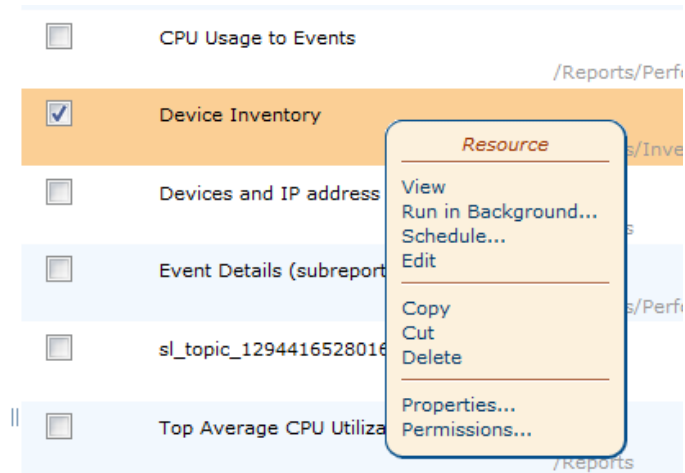 CPU Usage to Events
/Reports/Perfo
Device Inventory
Resource
s/Inve
View
Devices and IP address
Run in Background...
s
Schedule...
Edit
Event Details (subreport
Copy
s/Perfo
Cut
sl_topic_1294416528016
Delete
Properties...
Top Average CPU Utiliza
Permissions...
/Reports